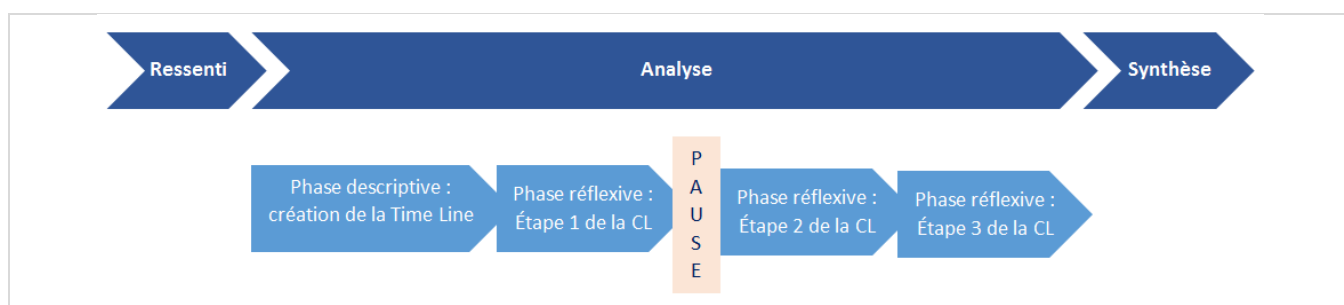 Ressenti
Analyse
Synthèse
Phase descriptive :
création de la Time Line
Phase réflexive :
Étape 1 de la CL
P
A
U
S
E
Phase réflexive :
Étape 2 de la CL
Phase réflexive :
Étape 3 de la CL